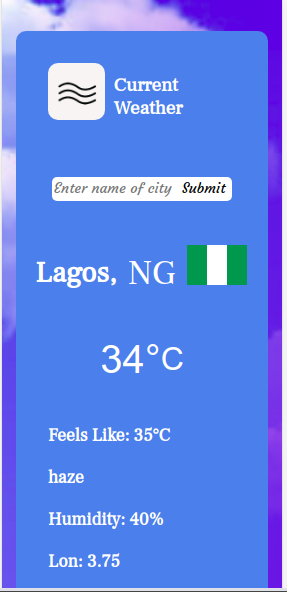 Current
Weather
Enter name of city Submit
Lagos, NG
34°C
Feels Like: 35°C
haze
Humidity: 40%
Lon: 3.75